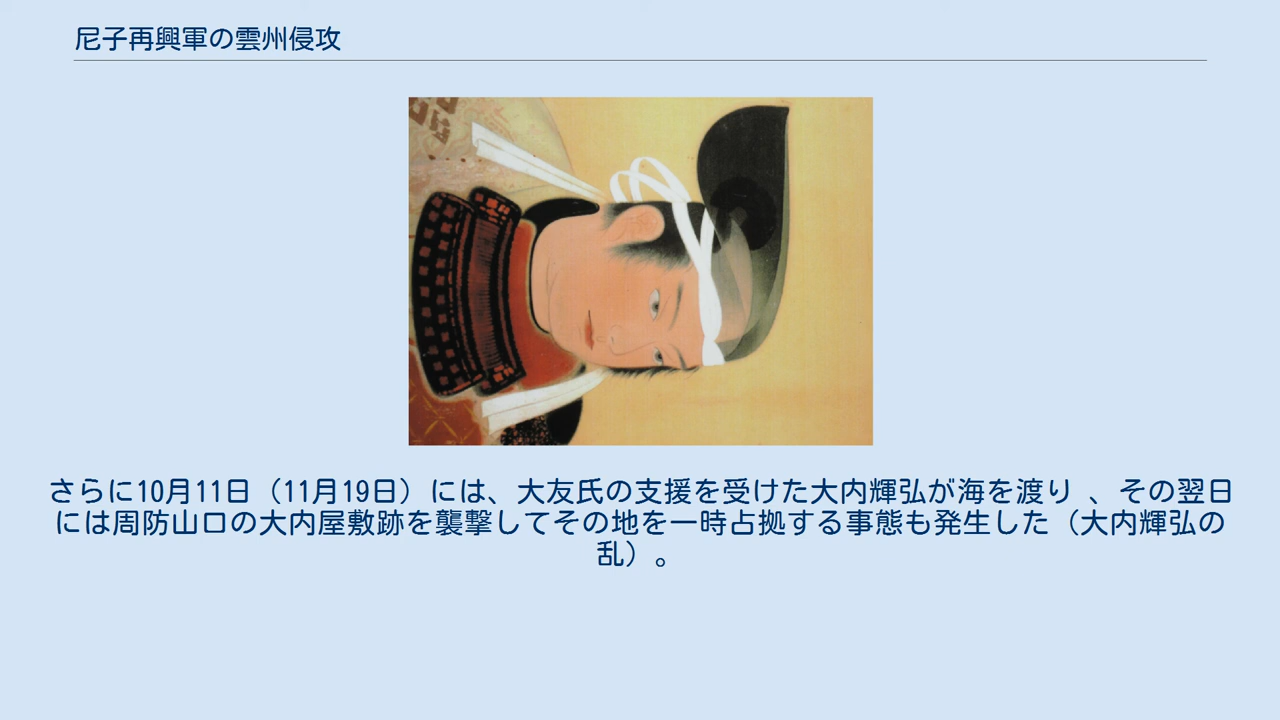 尼子再興軍の雲州侵攻
さらに10月11日（11月19日）には、大友氏の支援を受けた大内輝弘が海を渡り 、その翌日
には周防山口の大内屋敷跡を襲撃してその地を一時占拠する事態も発生した（大内輝弘の
乱）。